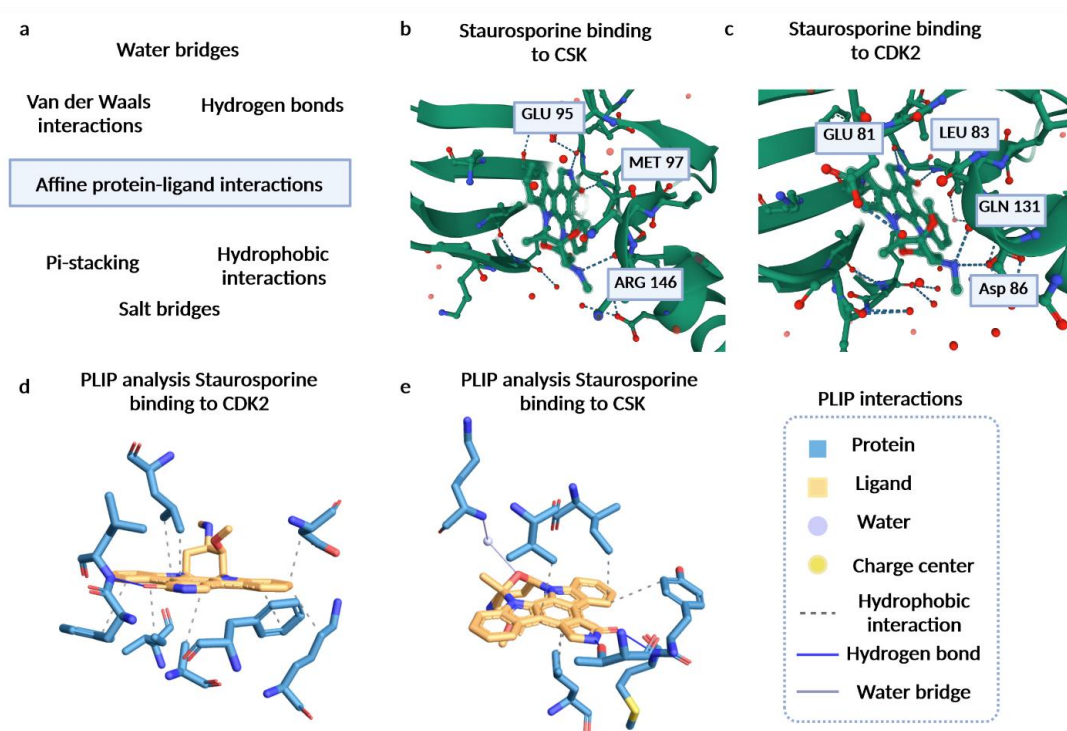 a
Water bridges
Van der Waals
interactions
Hydrogen bonds
Affine protein-ligand interactions
Pi-stacking
Hydrophobic
interactions
Salt bridges
b
Staurosporine binding
to CSK
GLU 95
MET 97
ARG 146
c
Staurosporine binding
to CDK2
GLU 81
LEU 83
GLN 131
Asp 86
d
PLIP analysis Staurosporine
binding to CDK2
e
PLIP analysis Staurosporine
binding to CSK
PLIP interactions
Protein
Ligand
Water
Charge center
Hydrophobic
interaction
Hydrogen bond
Water bridge